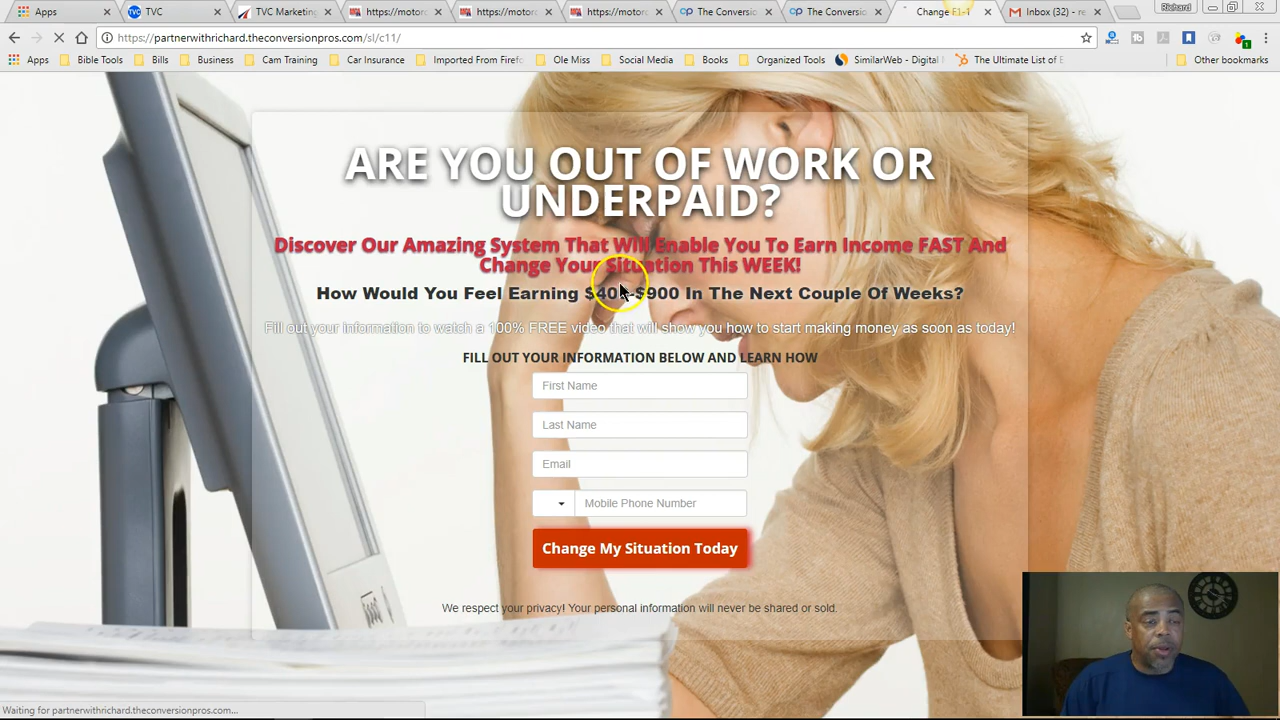 Apps
TVC
TVC Marketing
https://motorc
https://motorc
https://motorc
The Conversio
The Conversio
Change E1-1
Inbox (32) - re
Richard
https://partnerwithrichard.theconversionpros.com/sl/c11/
Apps
Bible Tools
Bills
Business
Cam Training
Car Insurance
Imported From Firef
Ole Miss
Social Media
Books
Organized Tools
SimilarWeb - Digital
The Ultimate List of E
Other bookmarks
ARE YOU OUT OF WORK OR
UNDERPAID?
Discover Our Amazing System That Will Enable You To Earn Income FAST And
Change Your Situation This WEEK!
How Would You Feel Earning $400-$900 In The Next Couple Of Weeks?
Fill out your information to watch a 100% FREE video that will show you how to start making money as soon as today!
FILL OUT YOUR INFORMATION BELOW AND LEARN HOW
First Name
Last Name
Email
Mobile Phone Number
Change My Situation Today
We respect your privacy! Your personal information will never be shared or sold.
Waiting for partnerwithrichard.theconversionpros.com...